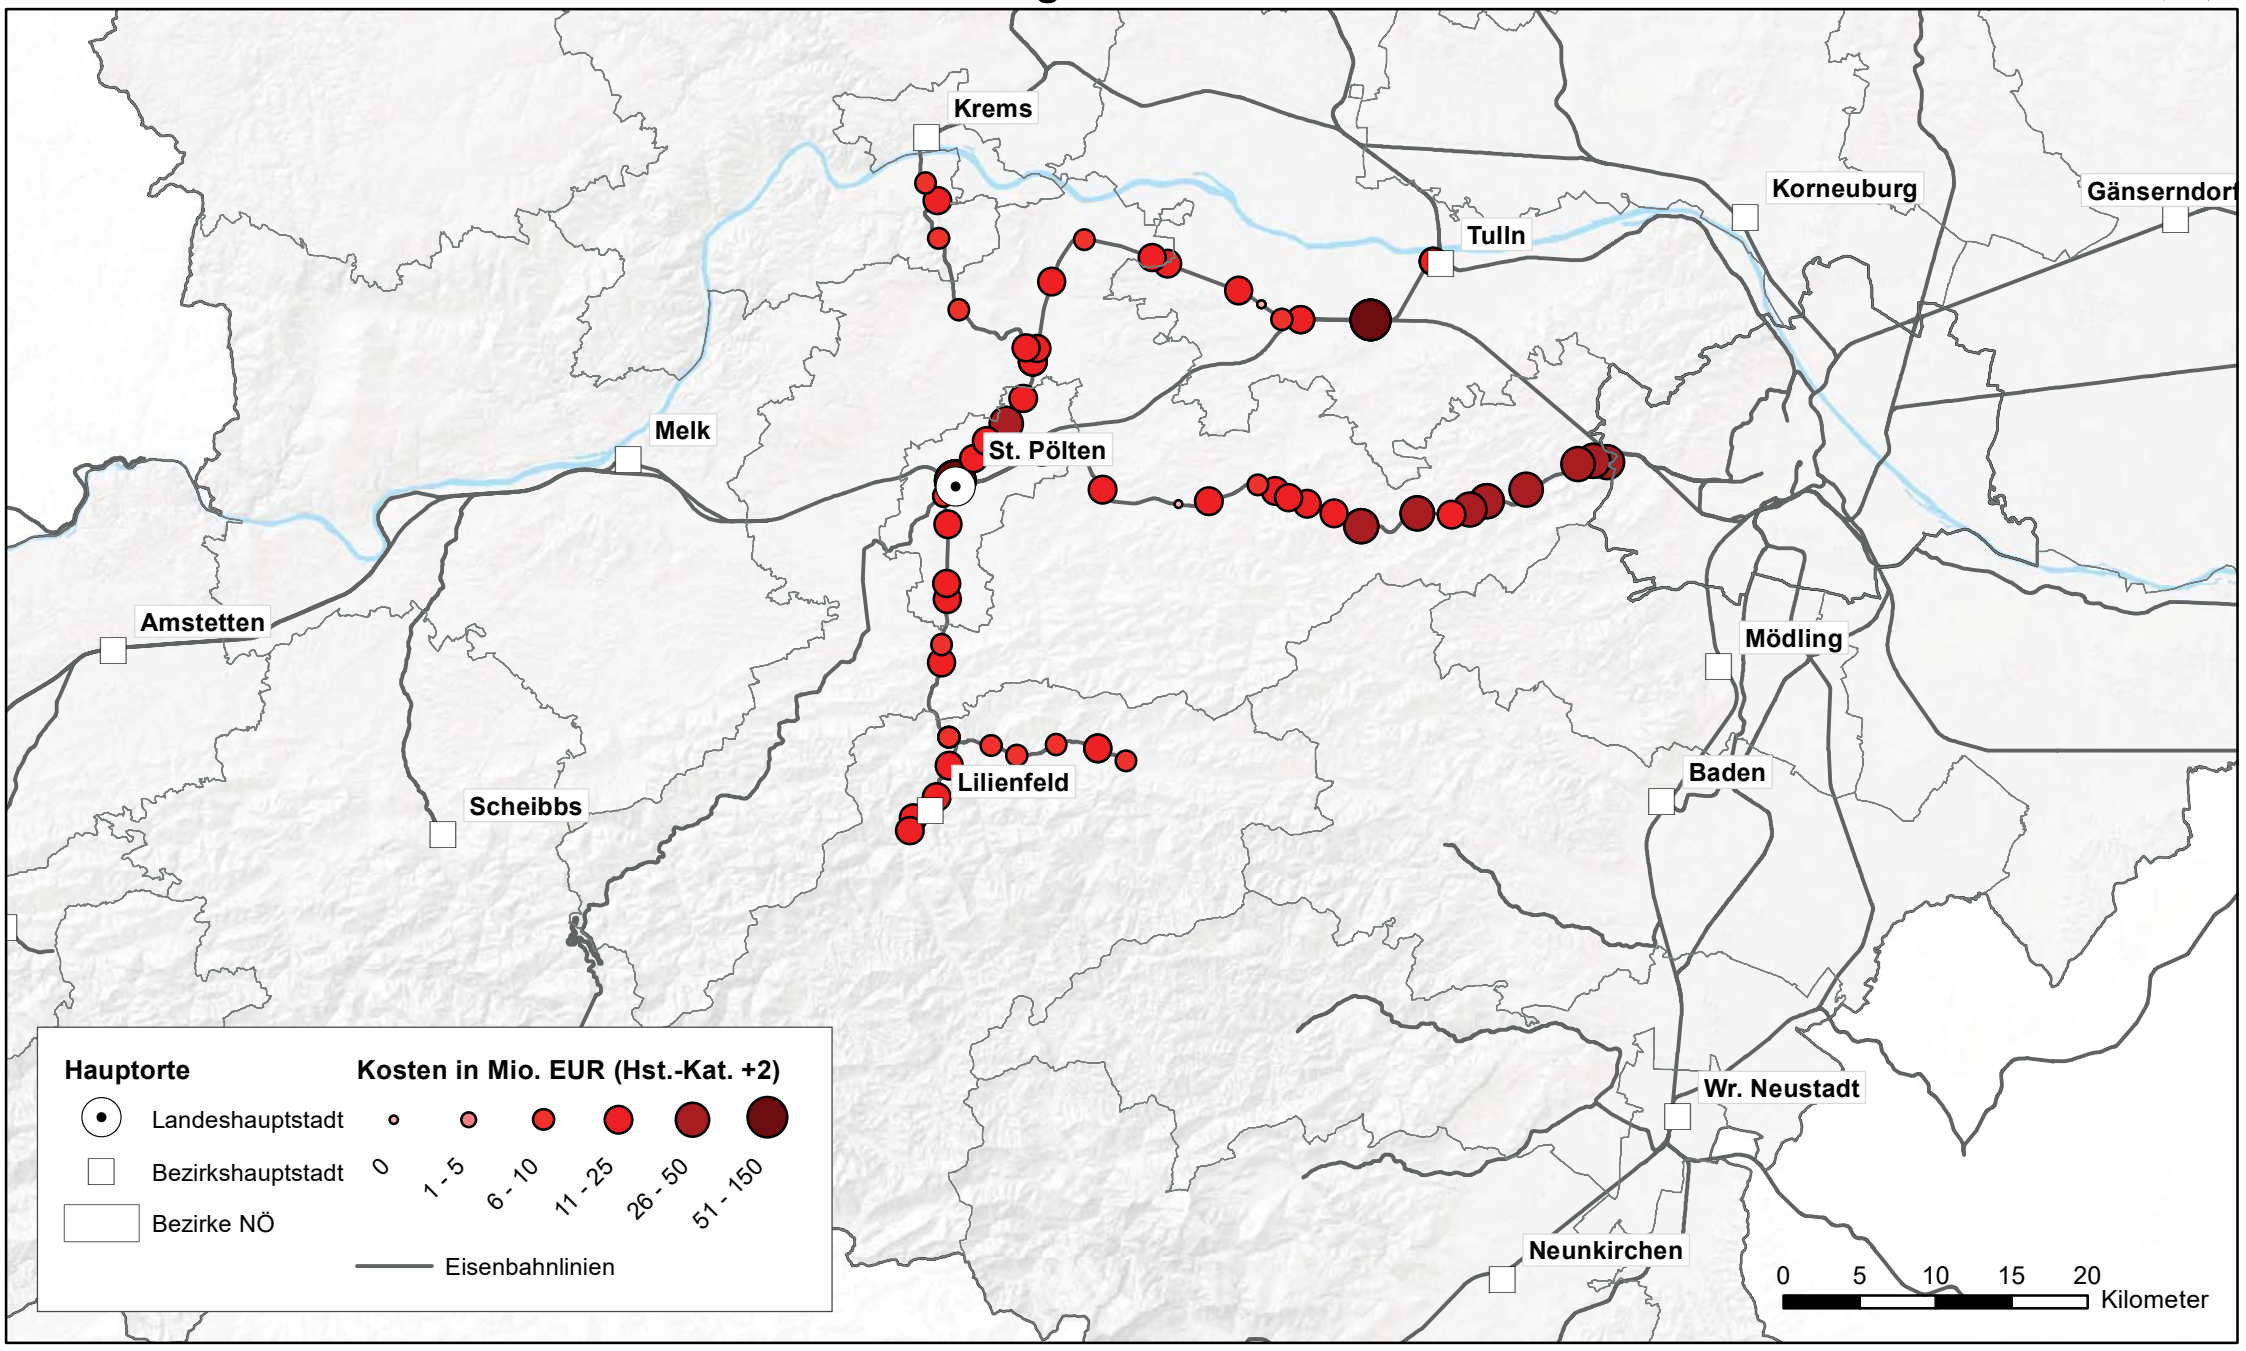 Krems
Korneuburg
Gänserndorf
Tulln
Melk
St. Pölten
Amstetten
Mödling
Baden
Lilienfeld
Scheibbs
Wr. Neustadt
Neunkirchen
Hauptorte
Landeshauptstadt
Bezirkshauptstadt
Bezirke NÖ
Kosten in Mio. EUR (Hst.-Kat. +2)
0
1 - 5
6 - 10
11 - 25
26 - 50
51 - 150
Eisenbahnlinien
0 5 10 15 20
Kilometer